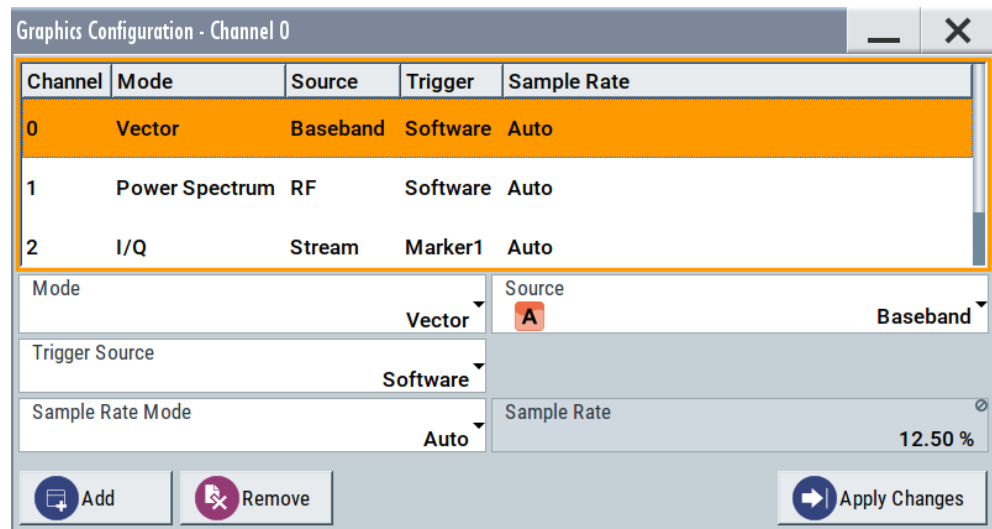 Graphics Configuration - Channel 0
Channel Mode Source Trigger Sample Rate
0 Vector Baseband Software Auto
1 Power Spectrum RF Software Auto
2 I/Q Stream Marker1 Auto
Mode
Vector
Source
A Baseband
Trigger Source
Software
Sample Rate Mode
Auto
Sample Rate
12.50 %
Add Remove Apply Changes